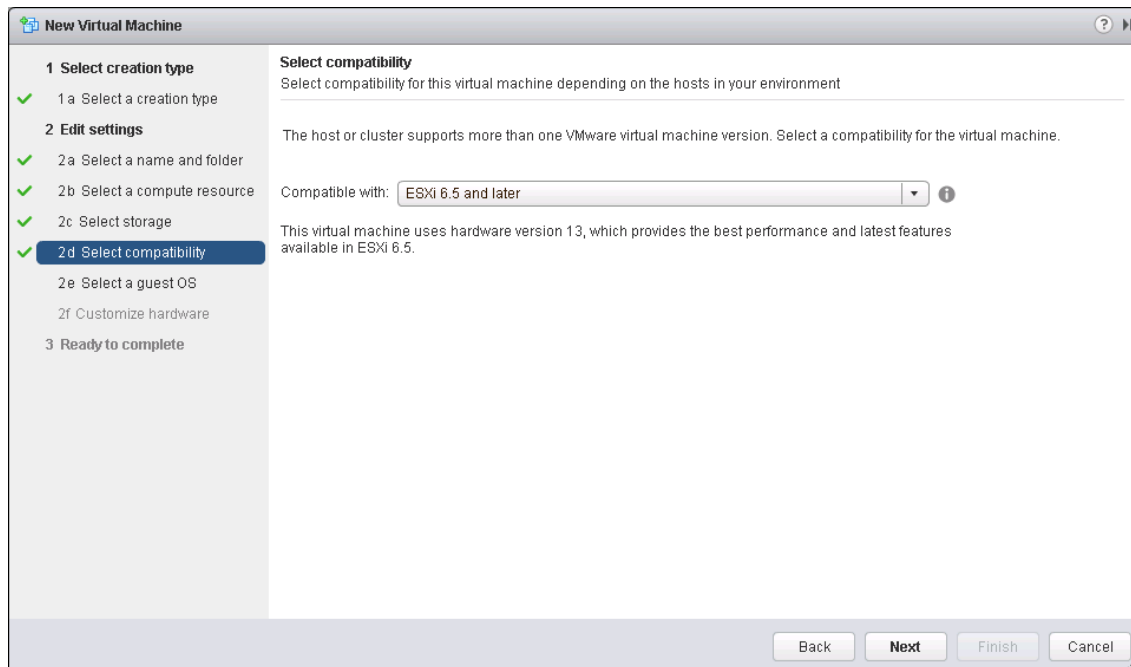 New Virtual Machine
?
1 Select creation type
1a Select a creation type
2 Edit settings
2a Select a name and folder
2b Select a compute resource
2c Select storage
2d Select compatibility
2e Select a guest OS
2f Customize hardware
3 Ready to complete
Select compatibility
Select compatibility for this virtual machine depending on the hosts in your environment
The host or cluster supports more than one VMware virtual machine version. Select a compatibility for the virtual machine.
Compatible with: ESXi 6.5 and later
This virtual machine uses hardware version 13, which provides the best performance and latest features
available in ESXi 6.5.
Back Next Finish Cancel